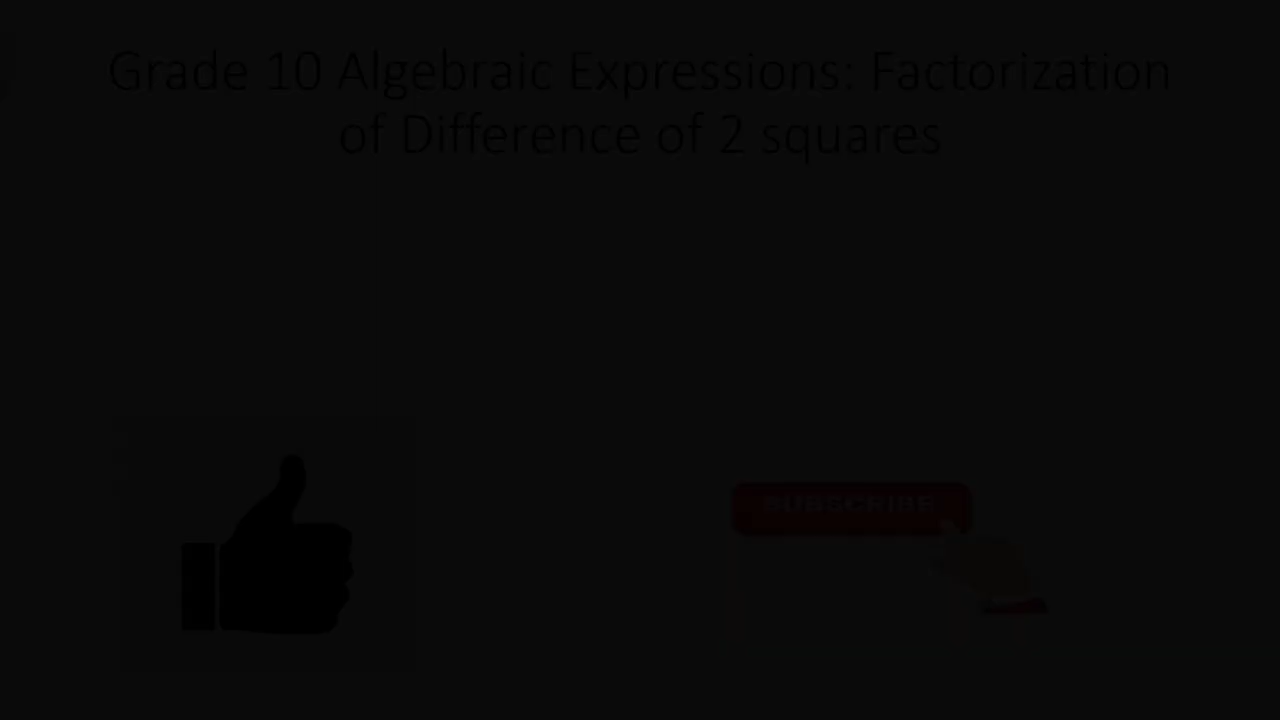 Grade 10 Algebraic Expressions: Factorization
of Difference of 2 squares
SUBSCRIBE